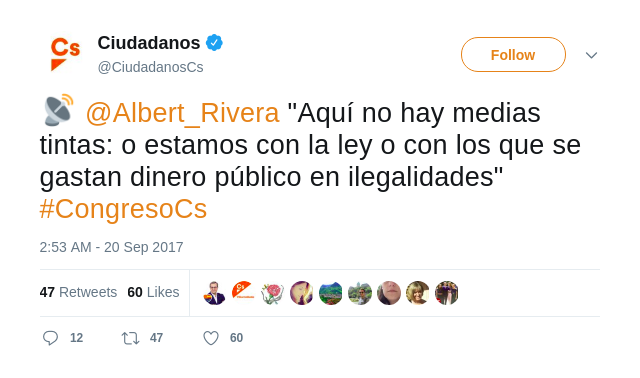 Cs
Ciudadanos
@CiudadanosCs
Follow
@Albert_Rivera "Aquí no hay medias
tintas: o estamos con la ley o con los que se
gastan dinero público en ilegalidades"
#CongresoCs
2:53 AM - 20 Sep 2017
47 Retweets 60 Likes
12 47 60